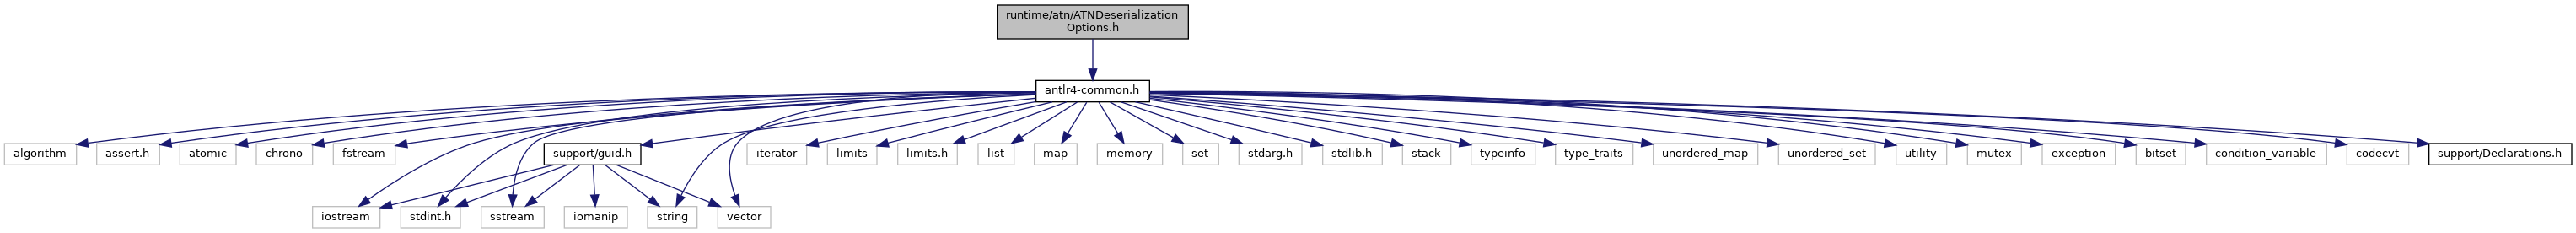 runtime/atn/ATNDeserialization
Options.h
antlr4-common.h
algorithm
assert.h
atomic
chrono
fstream
support/guid.h
iterator
limits
limits.h
list
map
memory
set
stdarg.h
stdlib.h
stack
typeinfo
type_traits
unordered_map
unordered_set
utility
mutex
exception
bitset
condition_variable
codecvt
support/Declarations.h
iostream
stdint.h
sstream
iomanip
string
vector